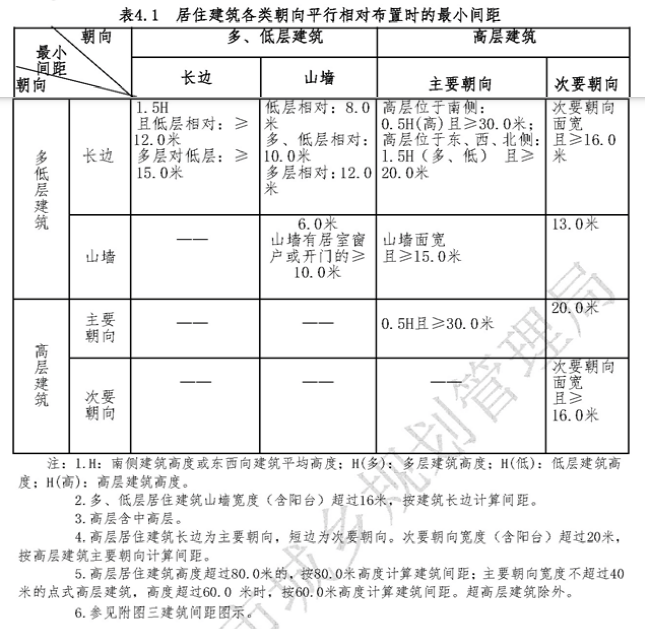 表4.1 居住建筑各类朝向平行相对布置时的最小间距
朝向
最小
间距
朝向
多、低层建筑
高层建筑
长边
山墙
主要朝向
次要朝向
多低层建筑
长边
1.5H
且低层相对：≥
12.0米
多层对低层：≥
15.0米
低层相对：8.0
米
多、低层相对：
10.0米
多层相对：12.0
米
高层位于南侧：
0.5H(高)且≥30.0米；
高层位于东、西、北侧：
1.5H（多、低） 且≥
20.0米
次要朝向
面宽
且≥16.0
米
山墙
——
6.0米
山墙有居室窗
户或开门的≥
10.0米
山墙面宽
且≥15.0米
13.0米
高层建筑
主要
朝向
——
——
0.5H且≥30.0米
20.0米
次要
朝向
——
——
——
次要朝向
面宽
且≥
16.0米
注：1.H：南侧建筑高度或东西向建筑平均高度；H(多)：多层建筑高度；H(低)：低层建筑高
度；H(高)：高层建筑高度。
2.多、低层居住建筑山墙宽度（含阳台）超过16米，按建筑长边计算间距。
3.高层含中高层。
4.高层居住建筑长边为主要朝向，短边为次要朝向。次要朝向宽度（含阳台）超过20米，
按高层建筑主要朝向计算间距。
5.高层居住建筑高度超过80.0米的，按80.0米高度计算建筑间距；主要朝向宽度不超过40
米的点式高层建筑，高度超过60.0 米时，按60.0米高度计算建筑间距。超高层建筑除外。
6.参见附图三建筑间距图示。
市城乡规划管理局